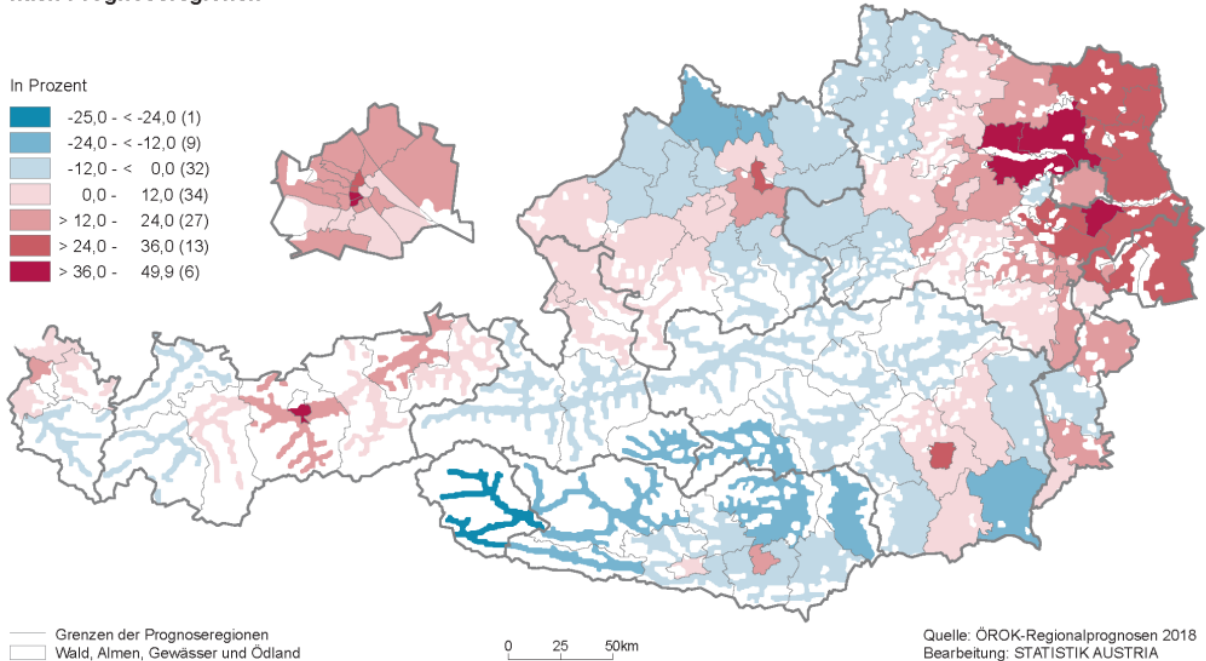 nach Prognoseregionen
In Prozent
-25,0 - < -24,0 (1)
-24,0 - < -12,0 (9)
-12,0 - < 0,0 (32)
0,0 - 12,0 (34)
> 12,0 - 24,0 (27)
> 24,0 - 36,0 (13)
> 36,0 - 49,9 (6)
Grenzen der Prognoseregionen
Wald, Almen, Gewässer und Ödland
0 25 50km
Quelle: ÖROK-Regionalprognosen 2018
Bearbeitung: STATISTIK AUSTRIA